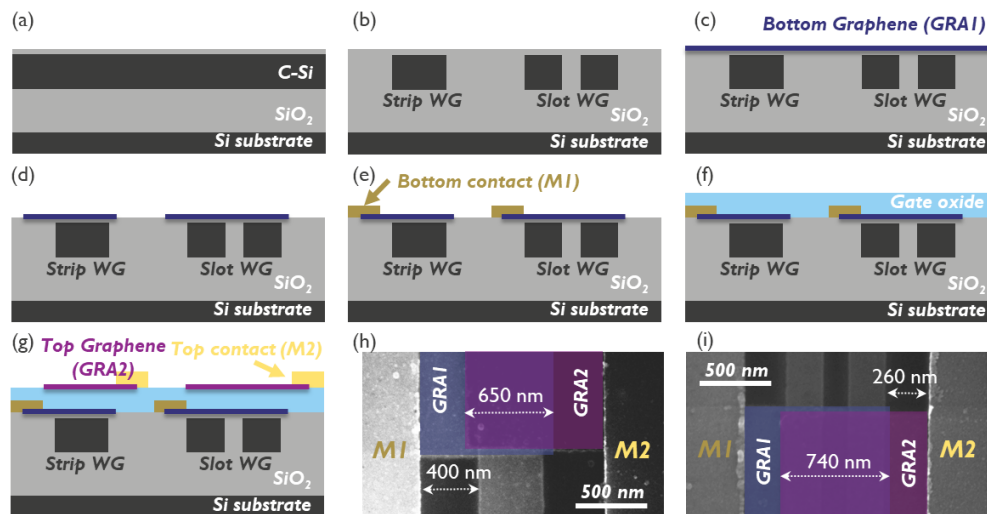 (a)
C-Si
SiO2
Si substrate
(b)
Strip WG
Slot WG
SiO2
Si substrate
(c)
Bottom Graphene (GRA1)
Strip WG
Slot WG
SiO2
Si substrate
(d)
Strip WG
Slot WG
SiO2
Si substrate
(e)
Bottom contact (M1)
Strip WG
Slot WG
SiO2
Si substrate
(f)
Gate oxide
Strip WG
Slot WG
SiO2
Si substrate
(g)
Top Graphene
(GRA2)
Top contact (M2)
Strip WG
Slot WG
SiO2
Si substrate
(h)
GRA1
650 nm
GRA2
M1
M2
400 nm
500 nm
(i)
500 nm
260 nm
M1
GRA1
740 nm
GRA2
M2